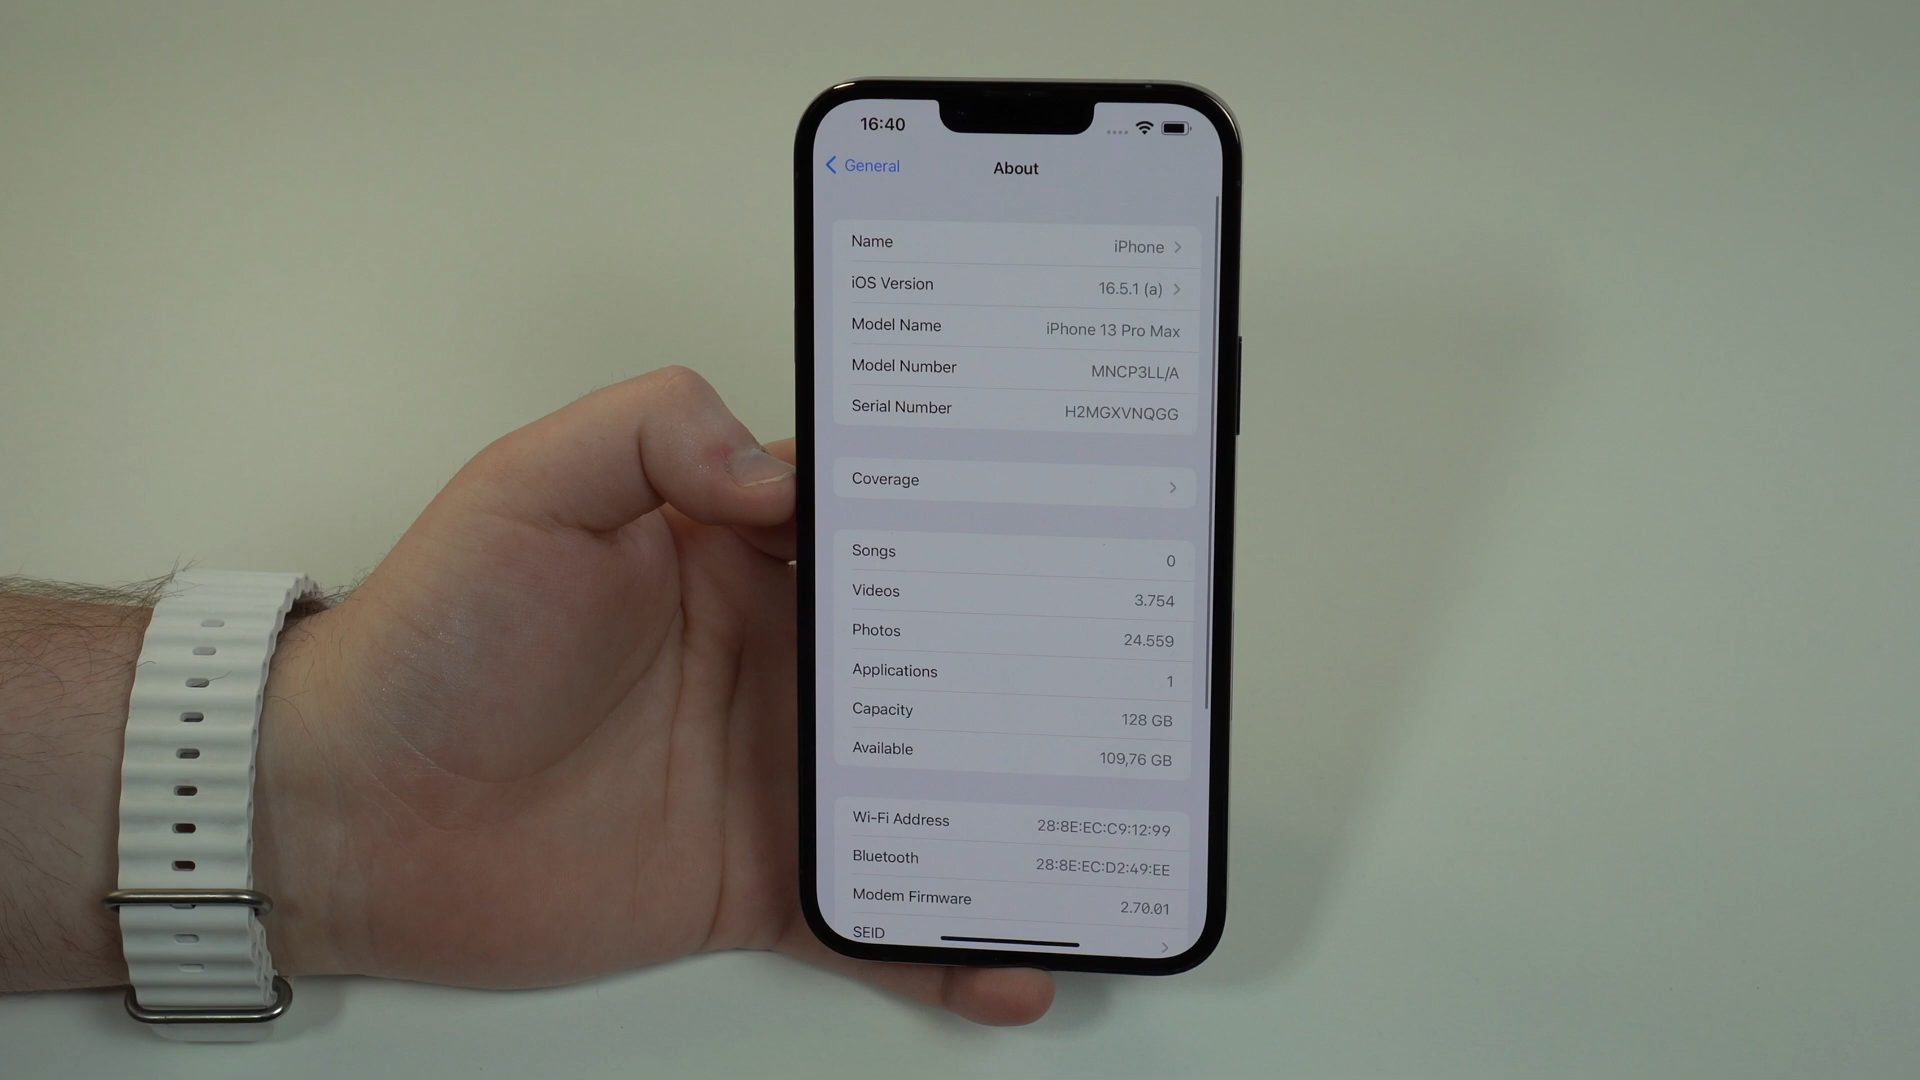 16:40
General
About
Name iPhone
iOS Version 16.5.1 (a)
Model Name iPhone 13 Pro Max
Model Number MNCP3LL/A
Serial Number H2MGXVNQGG
Coverage
Songs 0
Videos 3.754
Photos 24.559
Applications 1
Capacity 128 GB
Available 109,76 GB
Wi-Fi Address 28:8E:EC:C9:12:99
Bluetooth 28:8E:EC:D2:49:EE
Modem Firmware 2.70.01
SEID